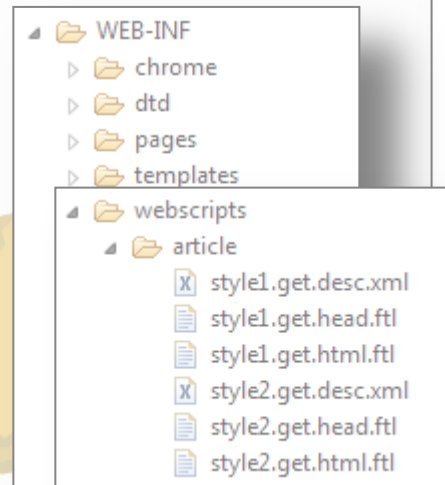 WEB-INF
chrome
dtd
pages
templates
webscripts
article
style1.get.desc.xml
style1.get.head.ftl
style1.get.html.ftl
style2.get.desc.xml
style2.get.head.ftl
style2.get.html.ftl